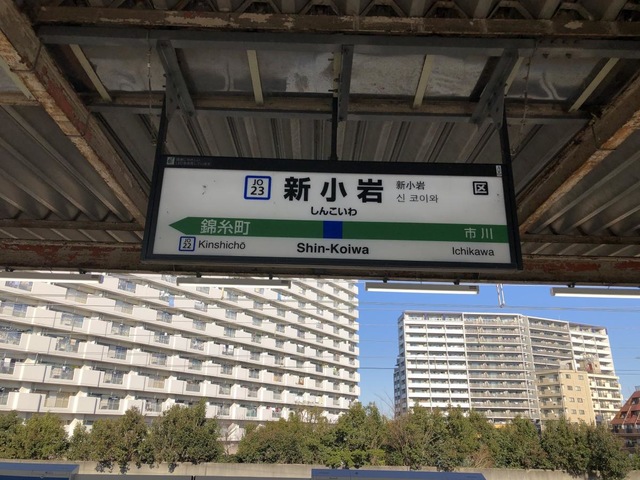 JO
23
新小岩
新小岩
신코이와
区
しんこいわ
錦糸町
市川
JO
22
Kinshichō
Shin-Koiwa
Ichikawa